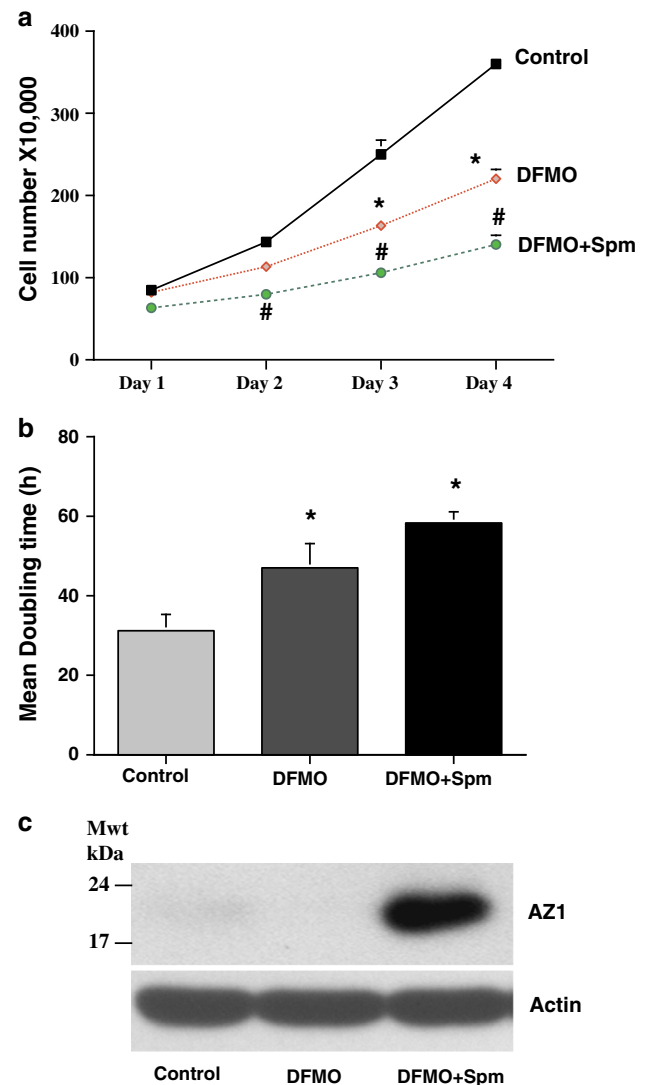 a
400
300
200
100
0
Cell number X10,000
Control
*
*
DFMO
#
#
#
DFMO+Spm
Day 1 Day 2 Day 3 Day 4
b
80
60
40
20
0
Mean Doubling time (h)
*
*
Control DFMO DFMO+Spm
c
Mwt
kDa
24
17
AZ1
Actin
Control DFMO DFMO+Spm